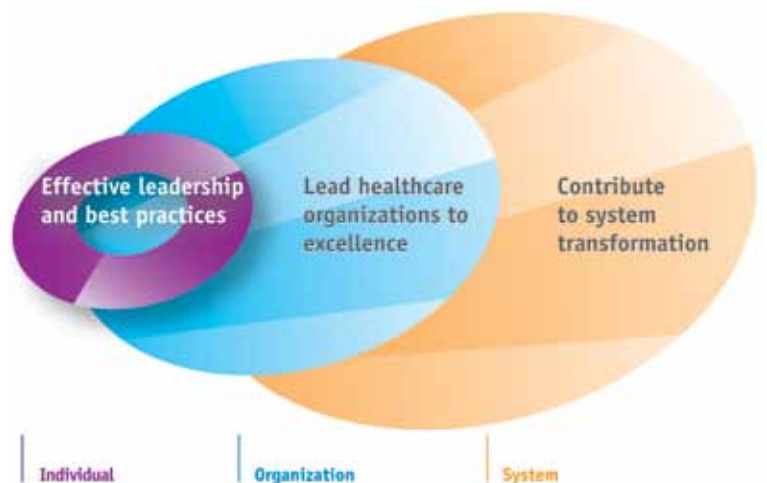 Effective leadership
and best practices
Lead healthcare
organizations to
excellence
Contribute
to system
transformation
Individual
Organization
System